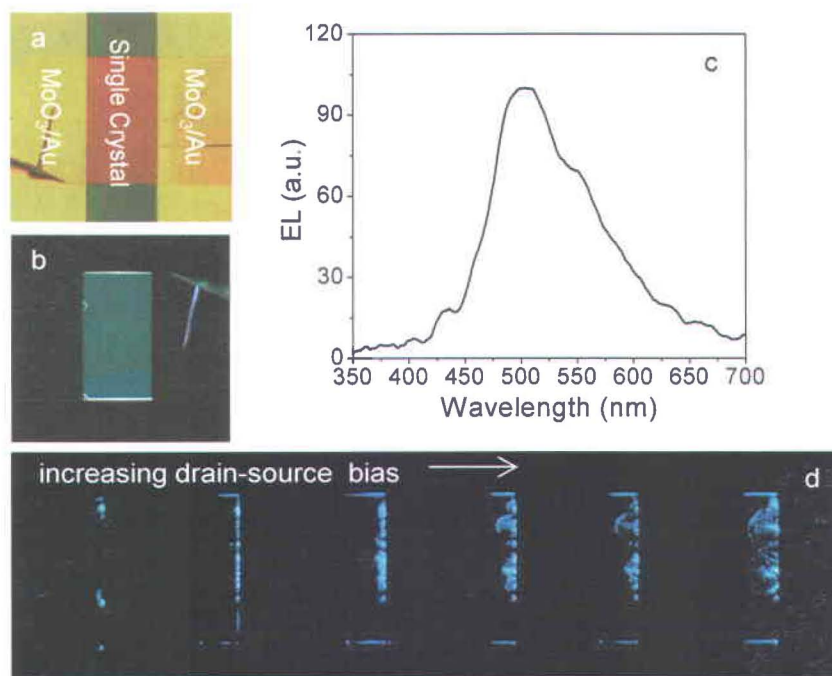 a
MoO₃/Au
Single Crystal
MoO₃/Au
b
c
120
90
60
30
0
EL (a.u.)
350 400 450 500 550 600 650 700
Wavelength (nm)
increasing drain-source bias
d